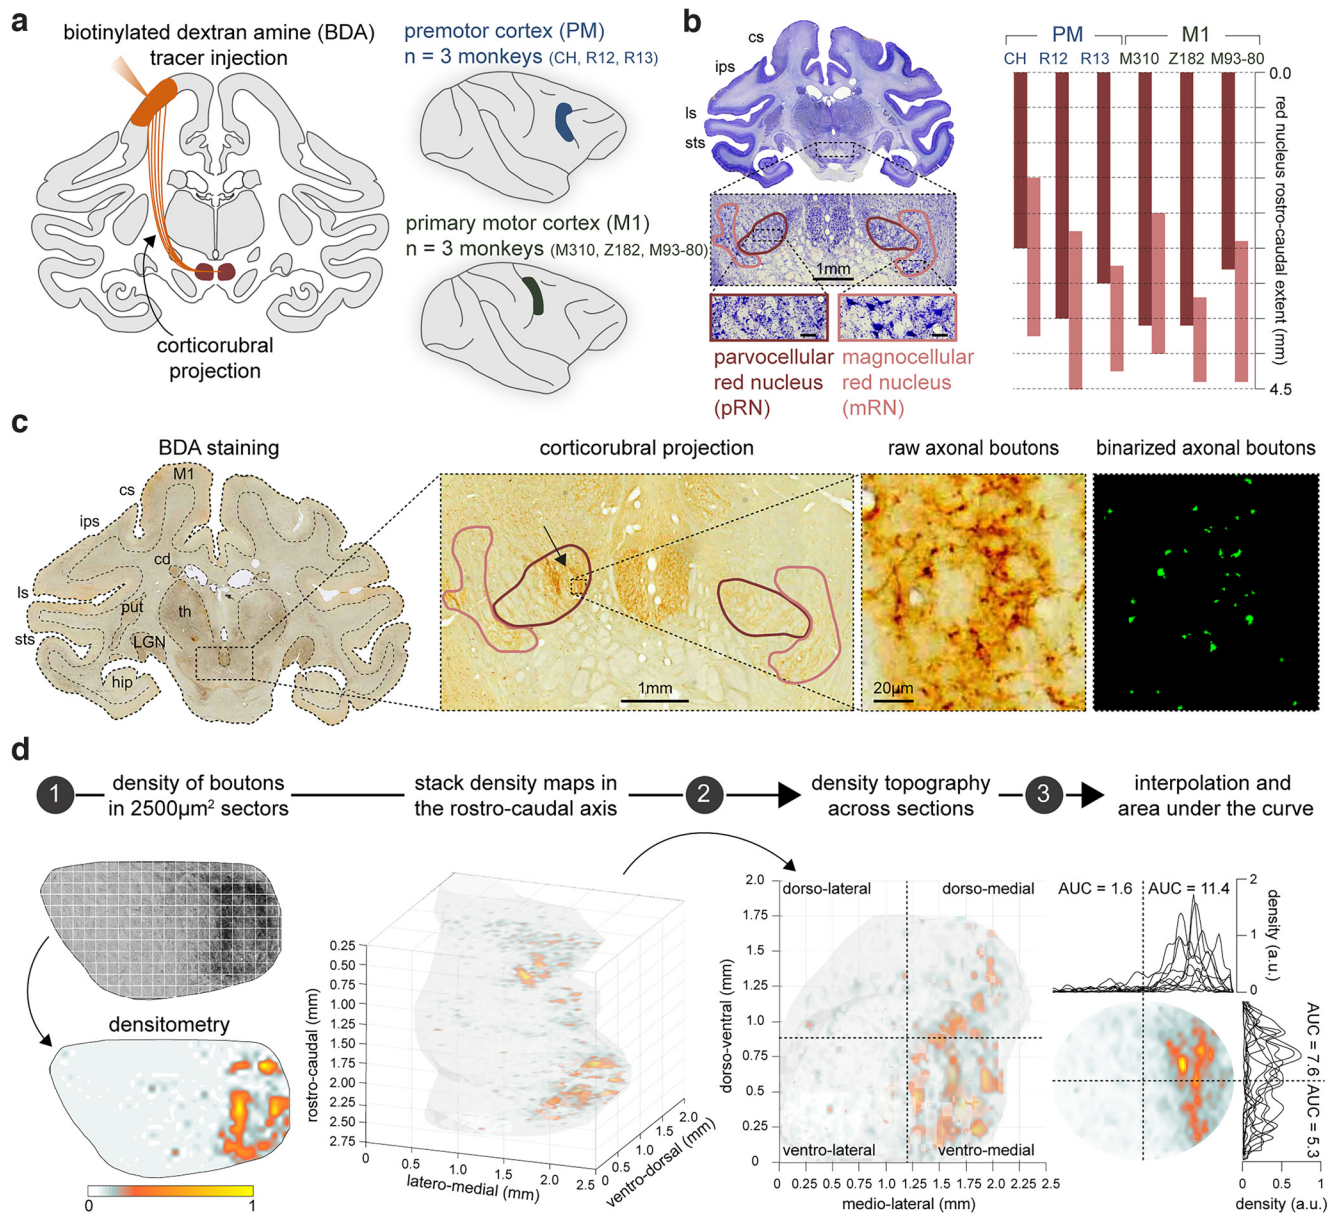 a
biotinylated dextran amine (BDA)
tracer injection
corticorubral
projection
premotor cortex (PM)
n = 3 monkeys (CH, R12, R13)
primary motor cortex (M1)
n = 3 monkeys (M310, Z182, M93-80)
b
cs
ips
ls
sts
1mm
parvocellular
red nucleus
(pRN)
magnocellular
red nucleus
(mRN)
PM
M1
CH R12 R13 M310 Z182 M93-80
0.0
4.5
red nucleus rostro-caudal extent (mm)
c
BDA staining
M1
cs
ips
cd
ls
put
th
sts
LGN
hip
corticorubral projection
1mm
raw axonal boutons
20µm
binarized axonal boutons
d
1
density of boutons
in 2500µm² sectors
stack density maps in
the rostro-caudal axis
2
density topography
across sections
3
interpolation and
area under the curve
densitometry
0 1
rostro-caudal (mm)
0.25
0.50
0.75
1.00
1.25
1.50
1.75
2.00
2.25
2.50
2.75
0 0.5 1.0 1.5 2.0 2.5
latero-medial (mm)
0 0.5 1.0 1.5 2.0
ventro-dorsal (mm)
dorso-ventral (mm)
2.0
1.75
1.5
1.25
1.0
0.75
0.5
0.25
0
dorso-lateral
dorso-medial
ventro-lateral
ventro-medial
0 0.25 0.5 0.75 1.0 1.25 1.5 1.75 2.0 2.25 2.5
medio-lateral (mm)
AUC = 1.6
AUC = 11.4
2
1
0
density (a.u.)
AUC = 7.6
AUC = 5.3
0 0.5 1
density (a.u.)